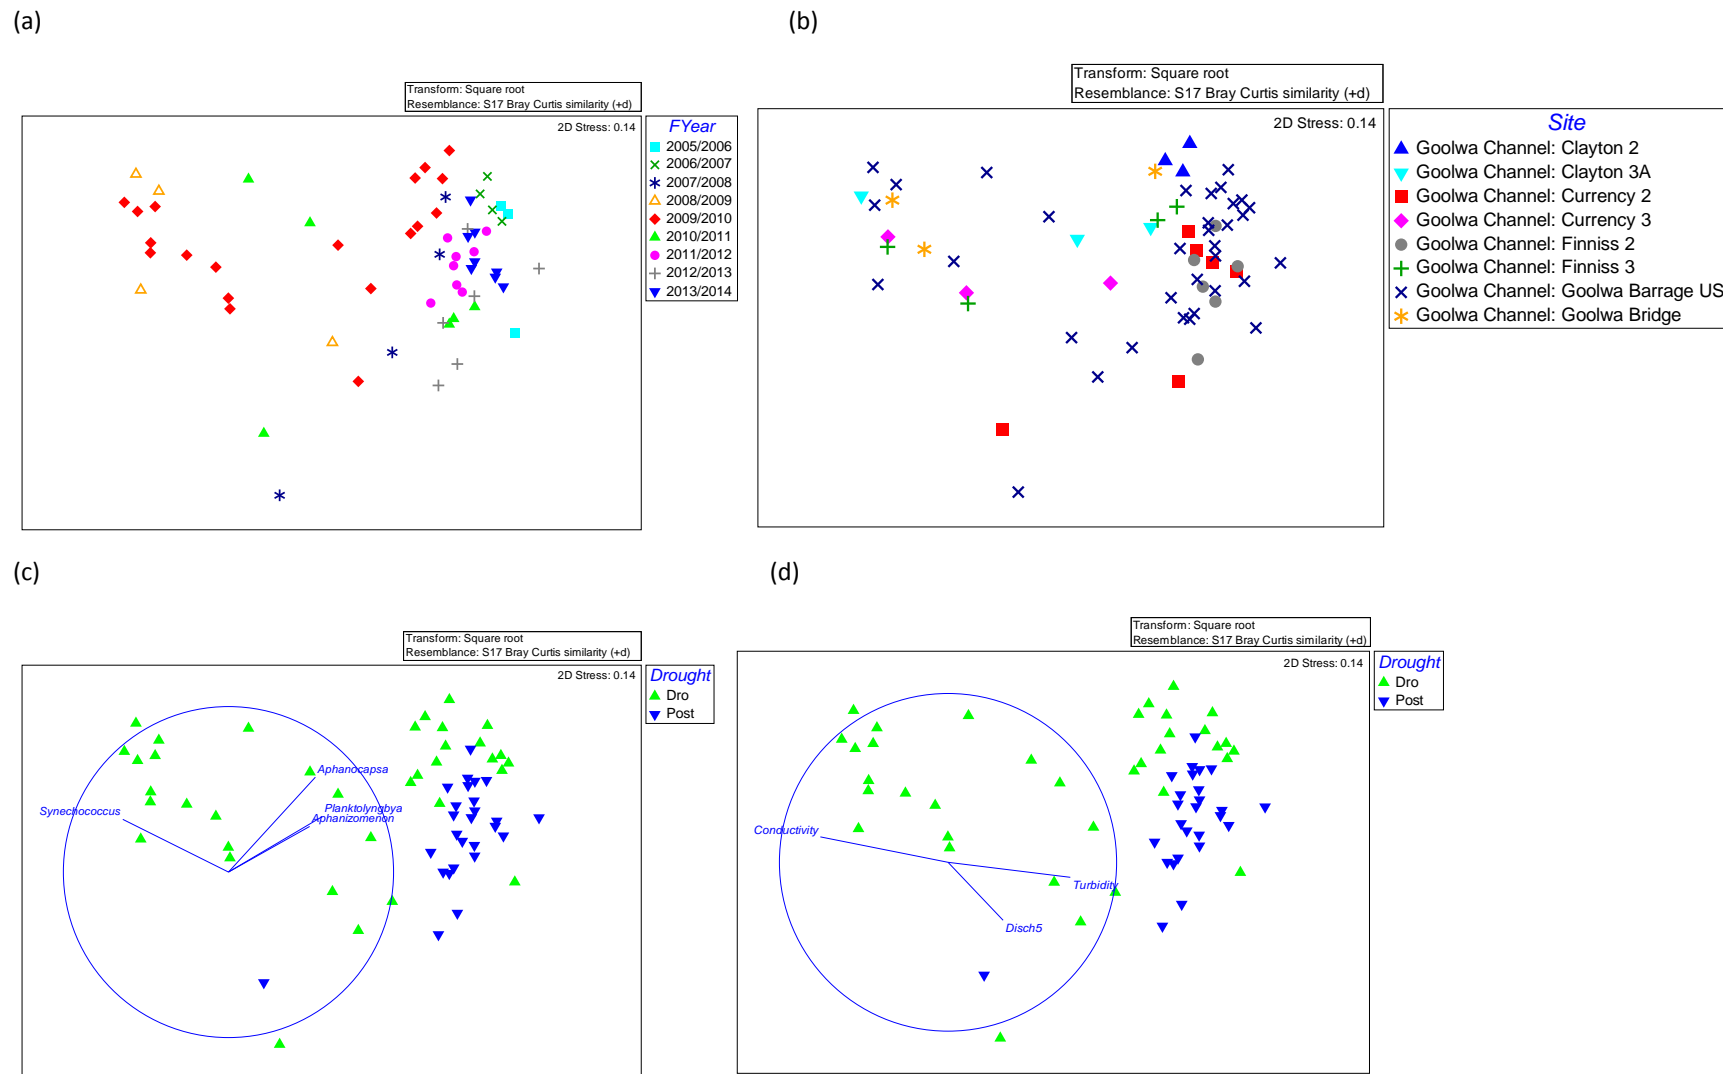 (a)
Transform: Square root
Resemblance: S17 Bray Curtis similarity (+d)
2D Stress: 0.14
FYear
2005/2006
2006/2007
2007/2008
2008/2009
2009/2010
2010/2011
2011/2012
2012/2013
2013/2014
(b)
Transform: Square root
Resemblance: S17 Bray Curtis similarity (+d)
2D Stress: 0.14
Site
Goolwa Channel: Clayton 2
Goolwa Channel: Clayton 3A
Goolwa Channel: Currency 2
Goolwa Channel: Currency 3
Goolwa Channel: Finniss 2
Goolwa Channel: Finniss 3
Goolwa Channel: Goolwa Barrage US
Goolwa Channel: Goolwa Bridge
(c)
Transform: Square root
Resemblance: S17 Bray Curtis similarity (+d)
2D Stress: 0.14
Drought
Dro
Post
Aphanocapsa
Synechococcus
Planktolyngbya
Aphanizomenon
(d)
Transform: Square root
Resemblance: S17 Bray Curtis similarity (+d)
2D Stress: 0.14
Drought
Dro
Post
Conductivity
Turbidity
Disch5